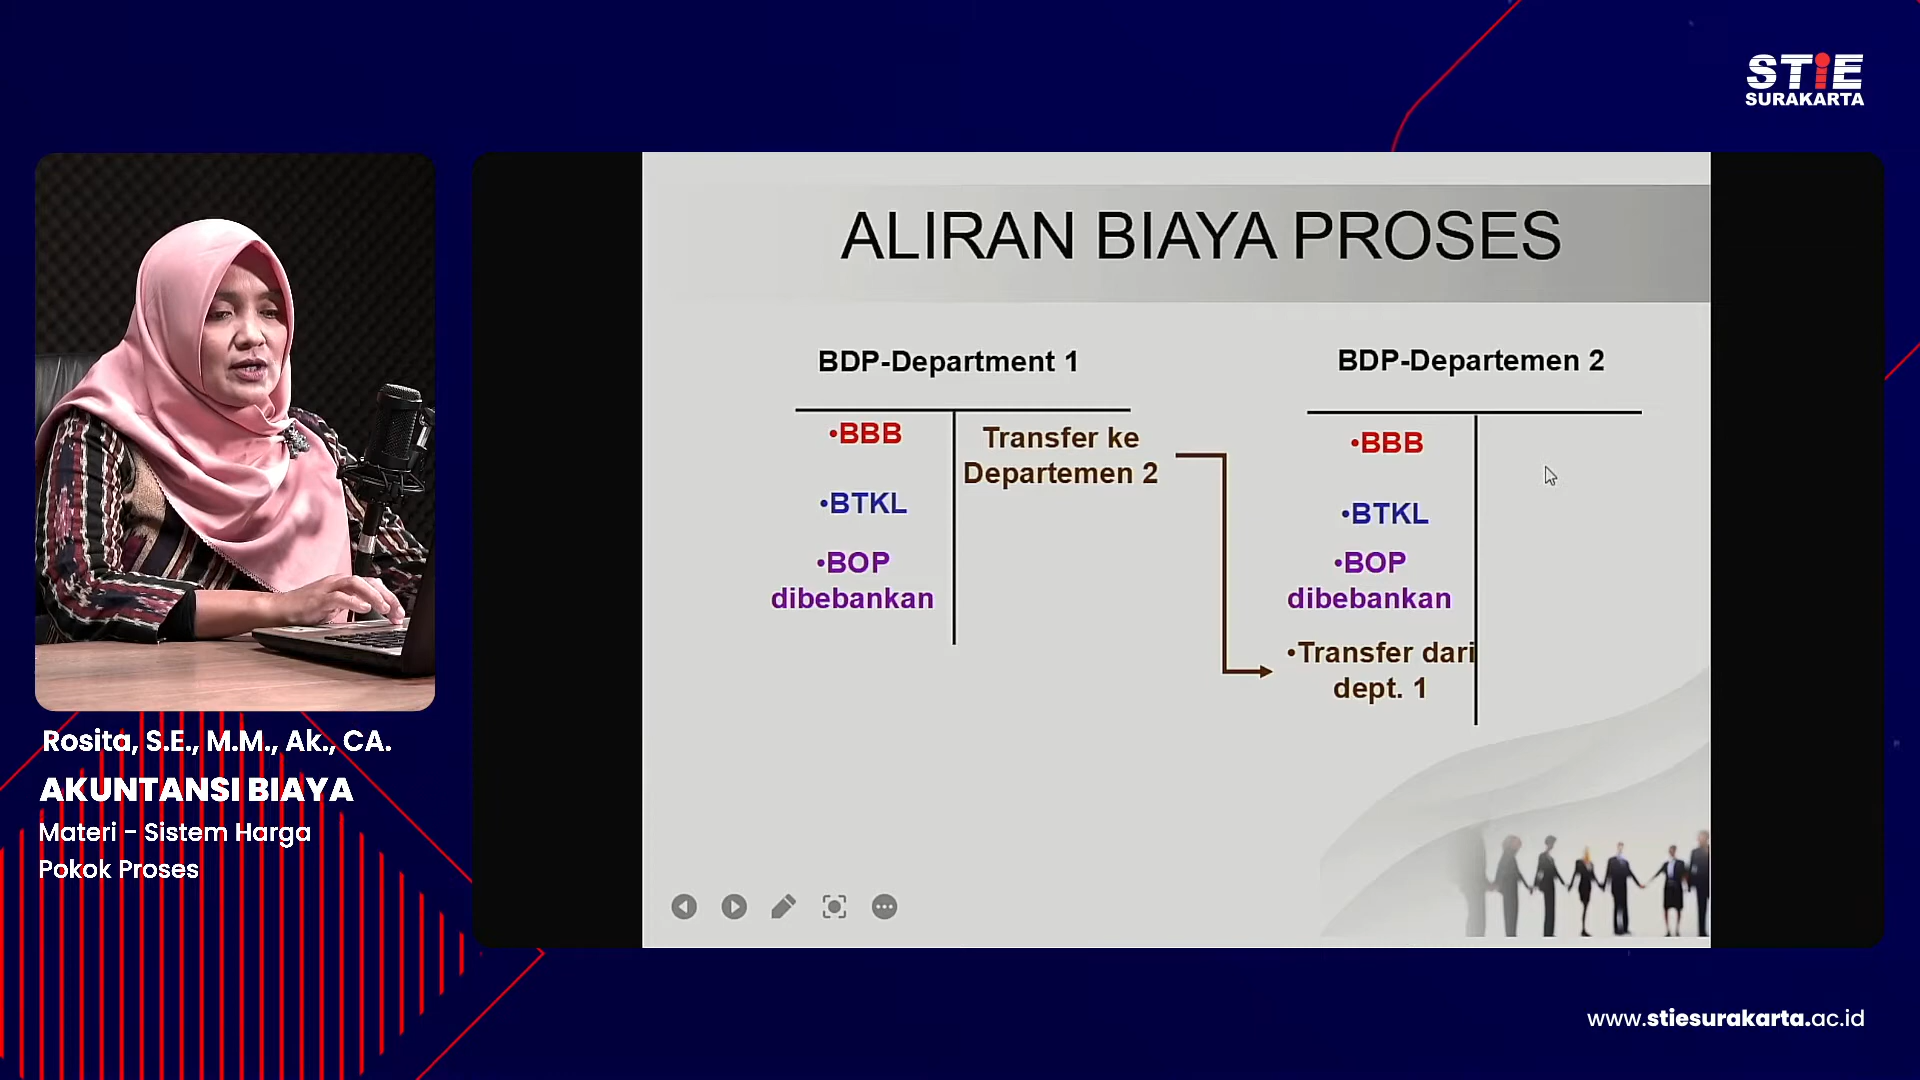 STiE
SURAKARTA
ALIRAN BIAYA PROSES
BDP-Department 1
•BBB
•BTKL
•BOP
dibebankan
Transfer ke
Departemen 2
BDP-Departemen 2
•BBB
•BTKL
•BOP
dibebankan
•Transfer dari
dept. 1
Rosita, S.E., M.M., Ak., CA.
AKUNTANSI BIAYA
Materi - Sistem Harga
Pokok Proses
www.stiesurakarta.ac.id